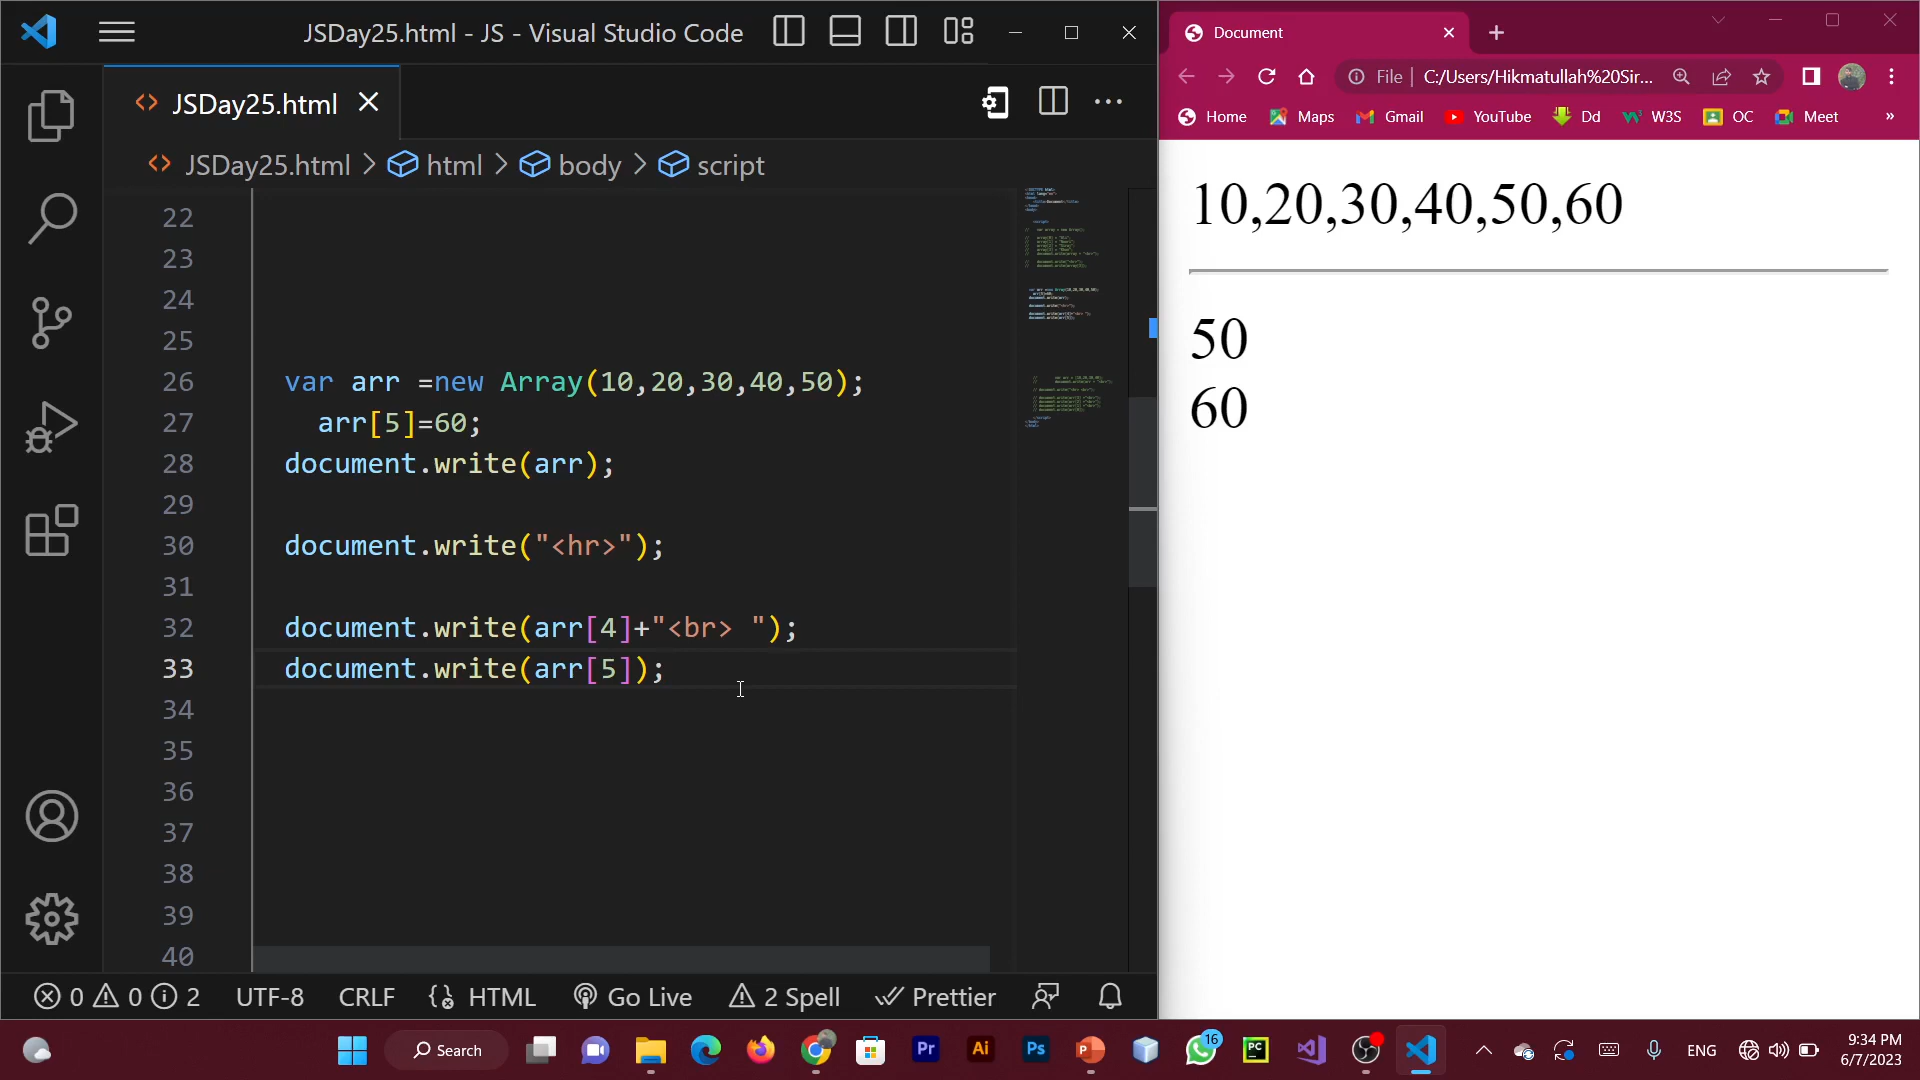 JSDay25.html - JS - Visual Studio Code
JSDay25.html
JSDay25.html > html > body > script
22
23
24
25
26 var arr =new Array(10,20,30,40,50);
27 arr[5]=60;
28 document.write(arr);
29
30 document.write("<hr>");
31
32 document.write(arr[4]+"<br> ");
33 document.write(arr[5]);
34
35
36
37
38
39
40
0 0 2 UTF-8 CRLF HTML Go Live 2 Spell Prettier
Document
File C:/Users/Hikmatullah%20Sir...
Home Maps Gmail YouTube Dd W3S OC Meet »
10,20,30,40,50,60
50
60
Search Pr Ai Ps 16 PC ENG
9:34 PM
6/7/2023